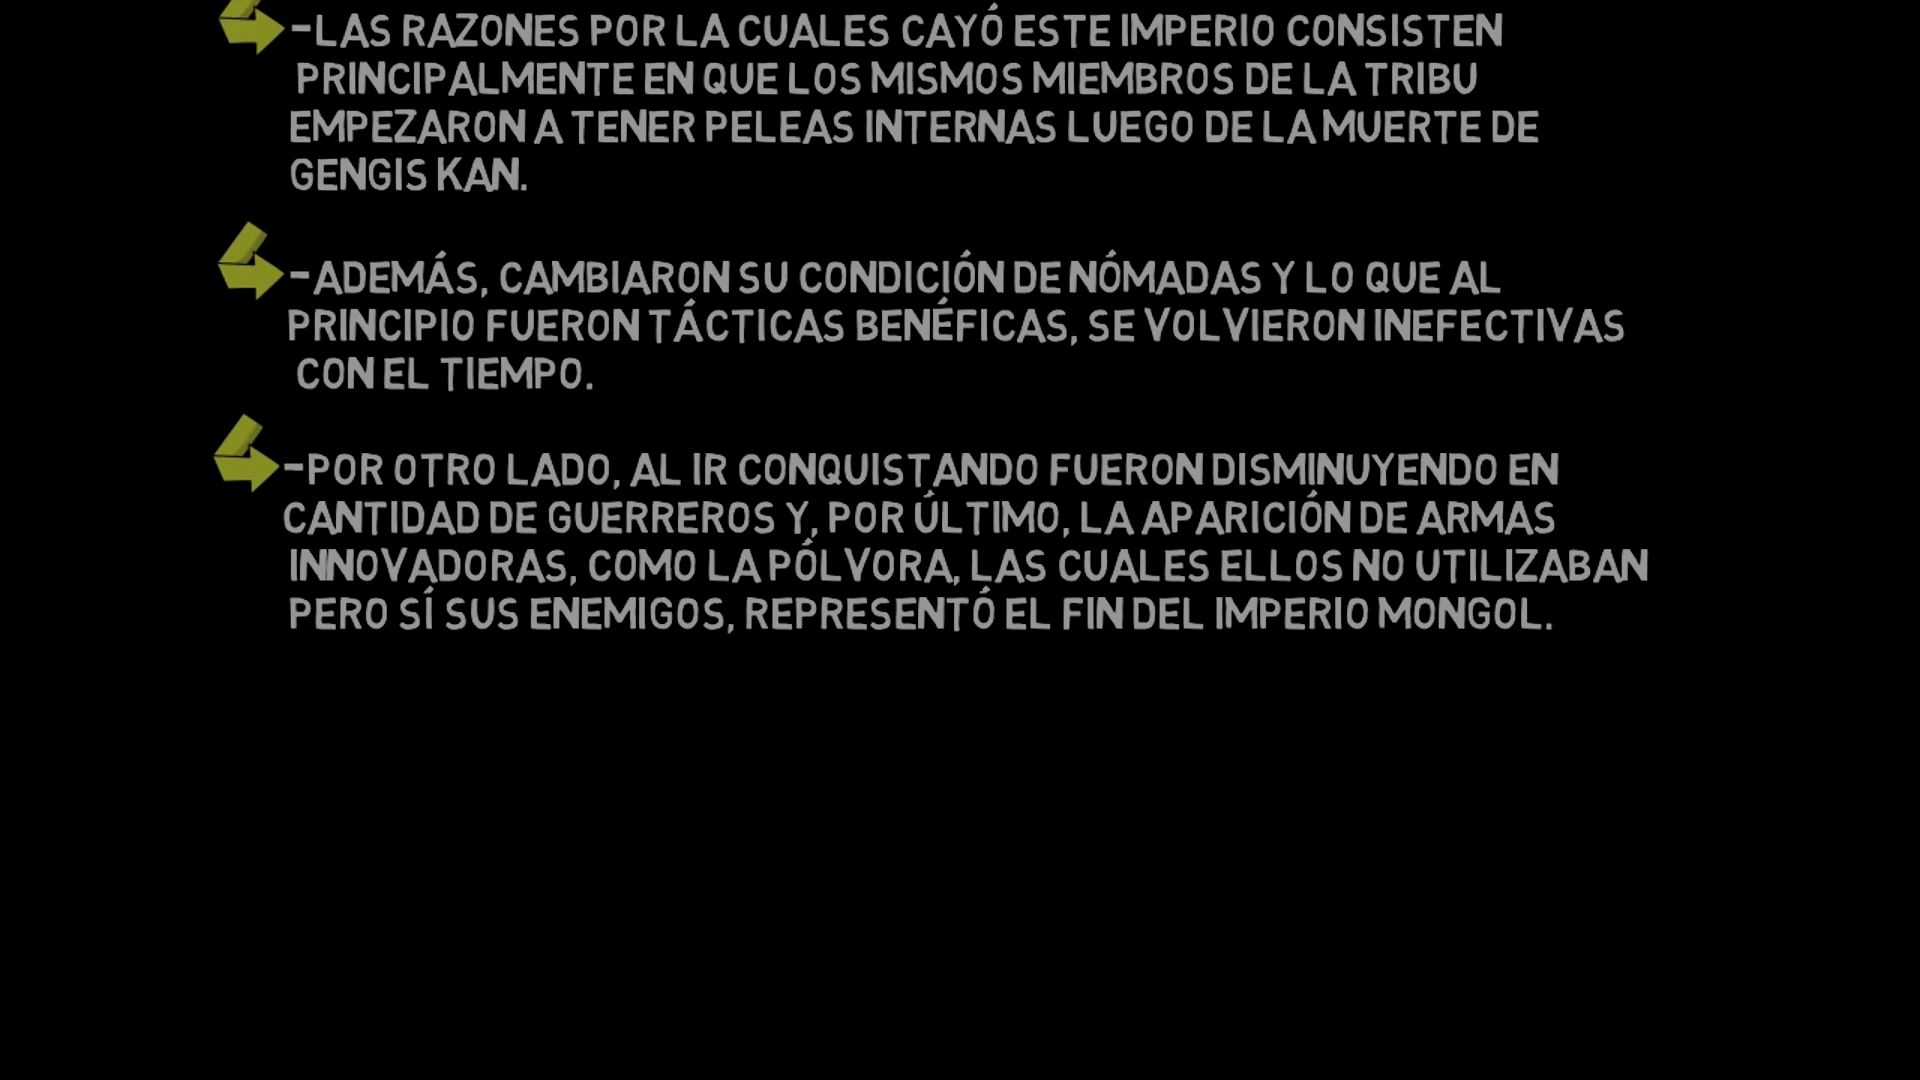 -LAS RAZONES POR LA CUALES CAYÓ ESTE IMPERIO CONSISTEN
PRINCIPALMENTE EN QUE LOS MISMOS MIEMBROS DE LA TRIBU
EMPEZARON A TENER PELEAS INTERNAS LUEGO DE LA MUERTE DE
GENGIS KAN.
-ADEMÁS, CAMBIARON SU CONDICIÓN DE NÓMADAS Y LO QUE AL
PRINCIPIO FUERON TÁCTICAS BENÉFICAS, SE VOLVIERON INEFECTIVAS
CON EL TIEMPO.
-POR OTRO LADO, AL IR CONQUISTANDO FUERON DISMINUYENDO EN
CANTIDAD DE GUERREROS Y, POR ÚLTIMO, LA APARICIÓN DE ARMAS
INNOVADORAS, COMO LA PÓLVORA, LAS CUALES ELLOS NO UTILIZABAN
PERO SÍ SUS ENEMIGOS, REPRESENTÓ EL FIN DEL IMPERIO MONGOL.